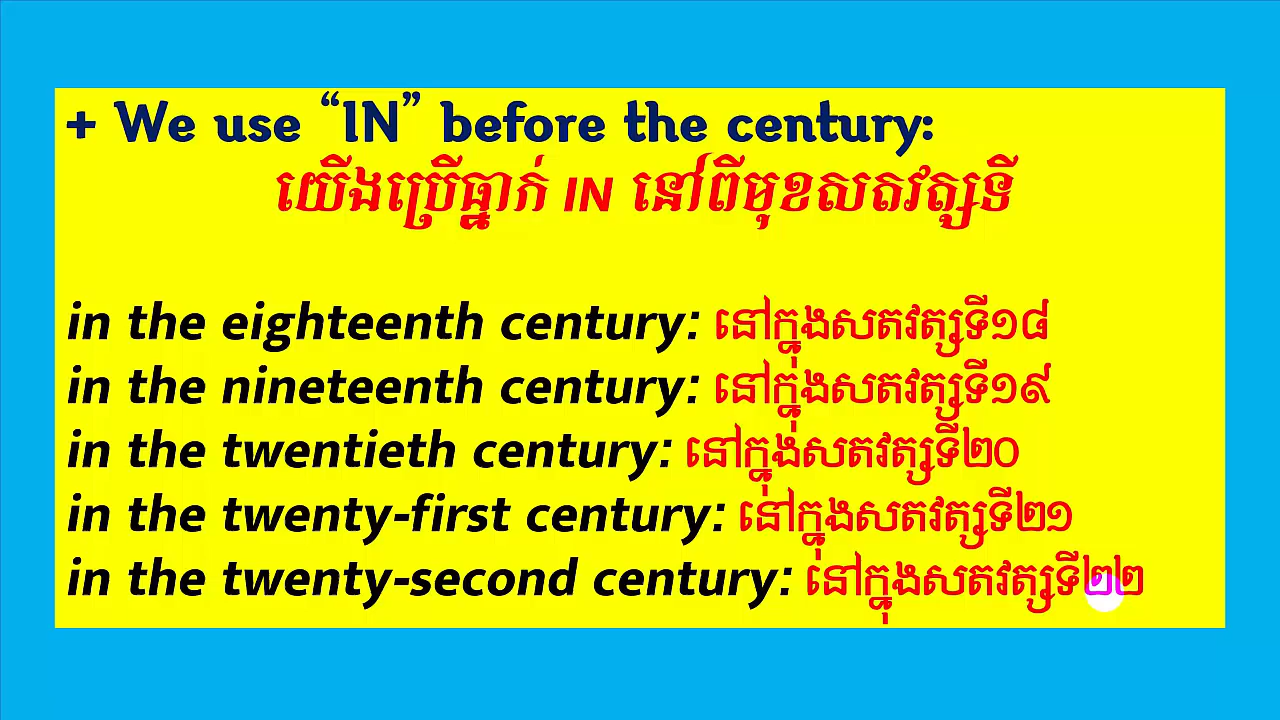 + We use “IN” before the century:
យើងប្រើធ្នាក់ IN នៅពីមុខសតវត្សទី
in the eighteenth century: នៅក្នុងសតវត្សទី១៨
in the nineteenth century: នៅក្នុងសតវត្សទី១៩
in the twentieth century: នៅក្នុងសតវត្សទី២០
in the twenty-first century: នៅក្នុងសតវត្សទី២១
in the twenty-second century: នៅក្នុងសតវត្សទី២២